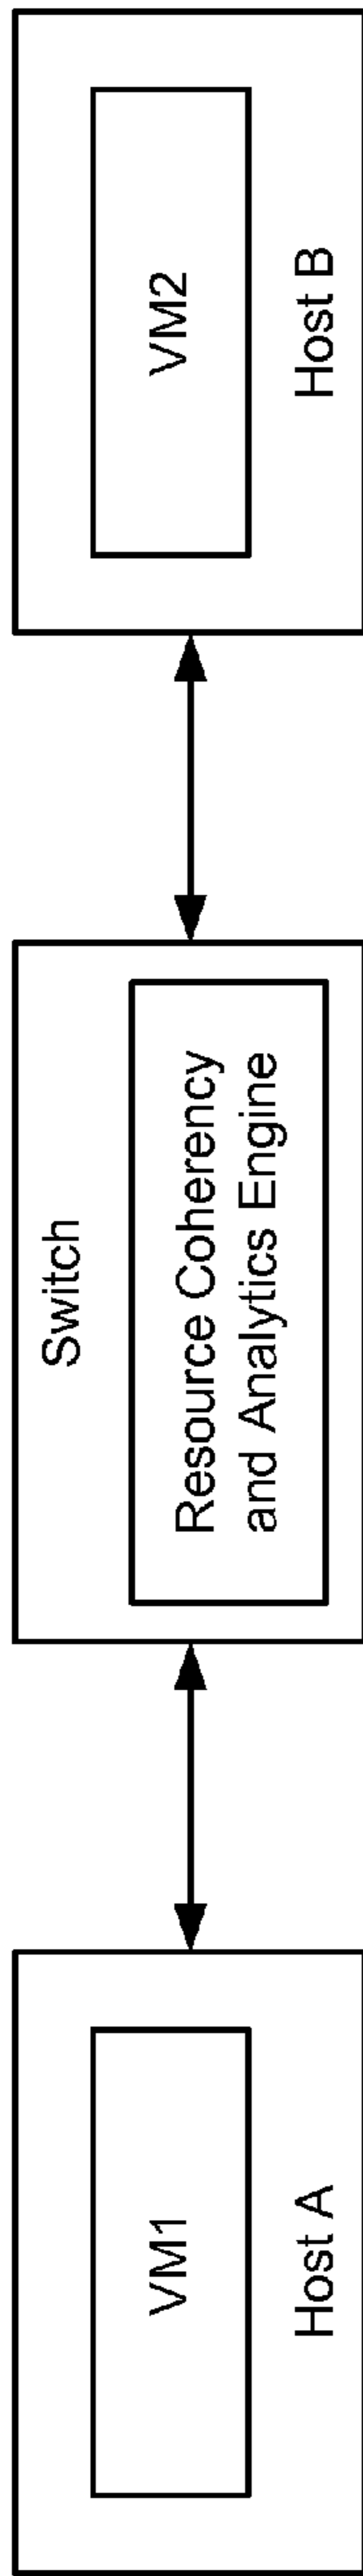 VM1
Host A
Switch
Resource Coherency
and Analytics Engine
VM2
Host B